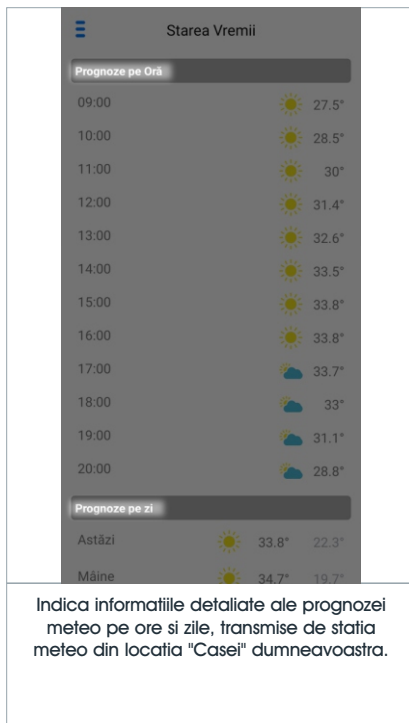 Starea Vremii
Prognoze pe Oră
09:00 27.5°
10:00 28.5°
11:00 30°
12:00 31.4°
13:00 32.6°
14:00 33.5°
15:00 33.8°
16:00 33.8°
17:00 33.7°
18:00 33°
19:00 31.1°
20:00 28.8°
Prognoze pe zi
Astăzi 33.8° 22.3°
Mâine 34.7° 19.7°
Indica informatiile detaliate ale prognozei
meteo pe ore si zile, transmise de statia
meteo din locatia "Casei" dumneavoastra.